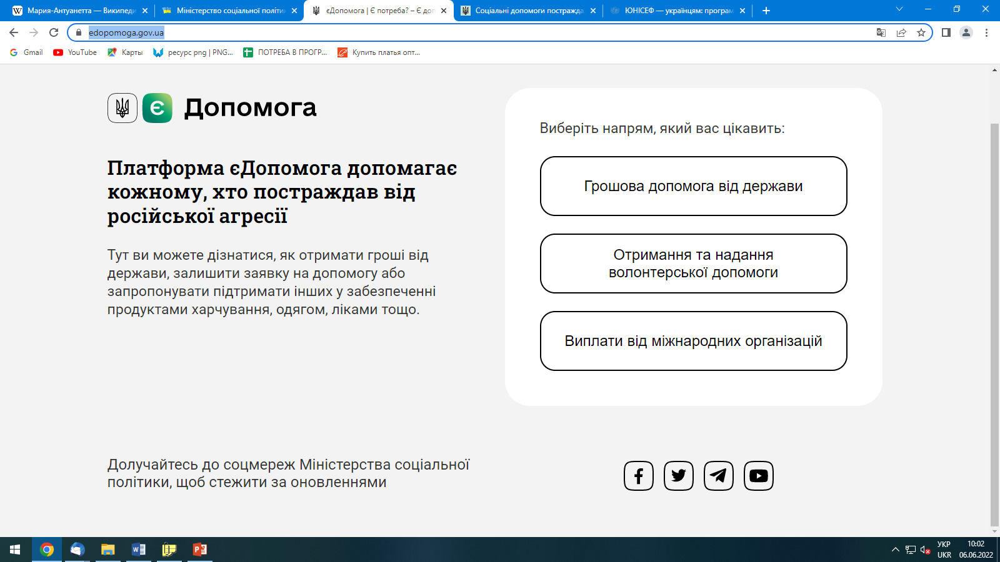 Мария-Антуанетта — Википеди
Міністерство соціальної політик
єДопомога | Є потреба? – Є доп
Соціальні допомоги постражда
ЮНІСЕФ — українцям: програм
edopomoga.gov.ua
Gmail
YouTube
Карты
ресурс png | PNG...
ПОТРЕБА В ПРОГР...
Купить платья опт...
є Допомога
Платформа єДопомога допомагає
кожному, хто постраждав від
російської агресії
Тут ви можете дізнатися, як отримати гроші від
держави, залишити заявку на допомогу або
запропонувати підтримати інших у забезпеченні
продуктами харчування, одягом, ліками тощо.
Виберіть напрям, який вас цікавить:
Грошова допомога від держави
Отримання та надання
волонтерської допомоги
Виплати від міжнародних організацій
Долучайтесь до соцмереж Міністерства соціальної
політики, щоб стежити за оновленнями
УКР
UKR
10:02
06.06.2022